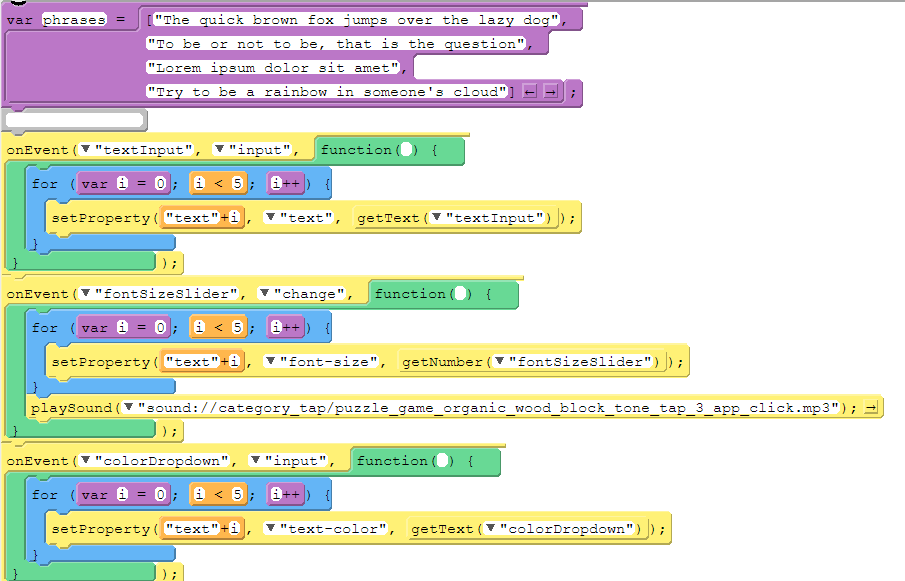 var phrases = ["The quick brown fox jumps over the lazy dog",
"To be or not to be, that is the question",
"Lorem ipsum dolor sit amet",
"Try to be a rainbow in someone's cloud"] ← → ;
onEvent(▼"textInput", ▼"input", function( ) {
for (var i = 0; i < 5; i++) {
setProperty("text"+i, ▼"text", getText(▼"textInput"));
}
} );
onEvent(▼"fontSizeSlider", ▼"change", function( ) {
for (var i = 0; i < 5; i++) {
setProperty("text"+i, ▼"font-size", getNumber(▼"fontSizeSlider"));
}
playSound(▼"sound://category_tap/puzzle_game_organic_wood_block_tone_tap_3_app_click.mp3"); →
} );
onEvent(▼"colorDropdown", ▼"input", function( ) {
for (var i = 0; i < 5; i++) {
setProperty("text"+i, ▼"text-color", getText(▼"colorDropdown"));
}
} );